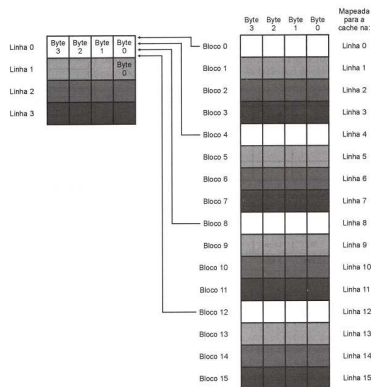 Byte 3 Byte 2 Byte 1 Byte 0
Linha 0
Linha 1
Byte 0
Linha 2
Linha 3
Byte 3 Byte 2 Byte 1 Byte 0
Mapeada
para a
cache na:
Bloco 0 Linha 0
Bloco 1 Linha 1
Bloco 2 Linha 2
Bloco 3 Linha 3
Bloco 4 Linha 4
Bloco 5 Linha 5
Bloco 6 Linha 6
Bloco 7 Linha 7
Bloco 8 Linha 8
Bloco 9 Linha 9
Bloco 10 Linha 10
Bloco 11 Linha 11
Bloco 12 Linha 12
Bloco 13 Linha 13
Bloco 14 Linha 14
Bloco 15 Linha 15